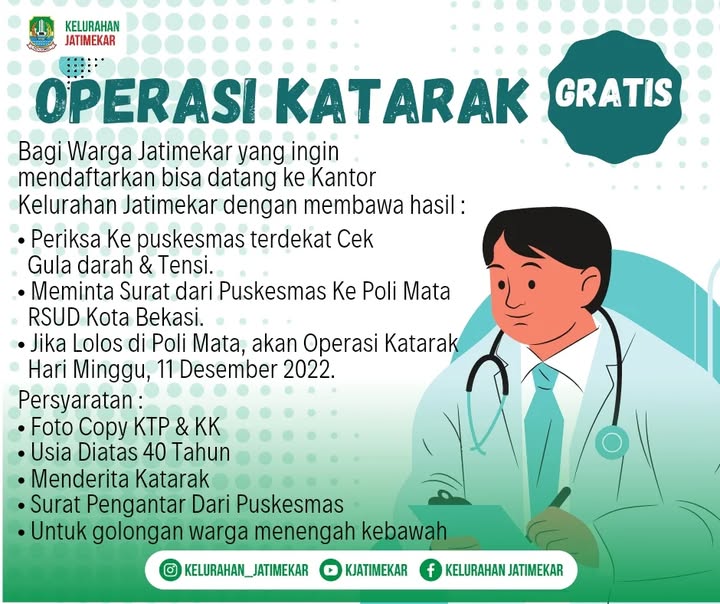 KELURAHAN
JATIMEKAR
OPERASI KATARAK
GRATIS
Bagi Warga Jatimekar yang ingin
mendaftarkan bisa datang ke Kantor
Kelurahan Jatimekar dengan membawa hasil :
• Periksa Ke puskesmas terdekat Cek
Gula darah & Tensi.
• Meminta Surat dari Puskesmas Ke Poli Mata
RSUD Kota Bekasi.
• Jika Lolos di Poli Mata, akan Operasi Katarak
Hari Minggu, 11 Desember 2022.
Persyaratan :
• Foto Copy KTP & KK
• Usia Diatas 40 Tahun
• Menderita Katarak
• Surat Pengantar Dari Puskesmas
• Untuk golongan warga menengah kebawah
KELURAHAN_JATIMEKAR KJATIMEKAR KELURAHAN JATIMEKAR